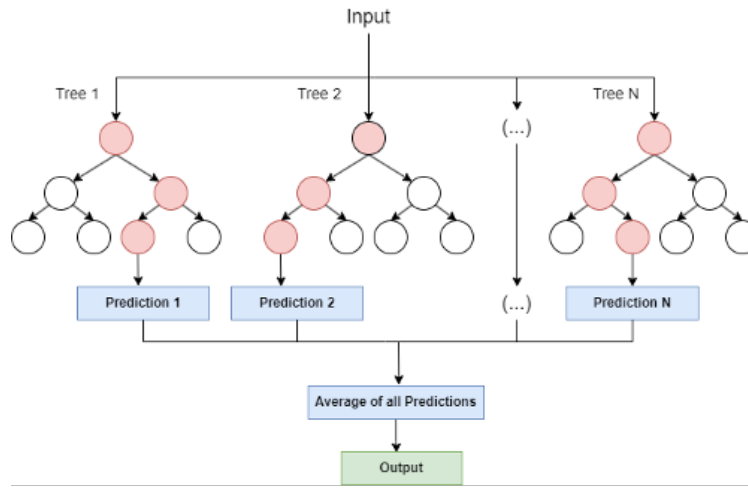 Input
Tree 1
Tree 2
Tree N
(...)
(...)
Prediction 1
Prediction 2
Prediction N
Average of all Predictions
Output